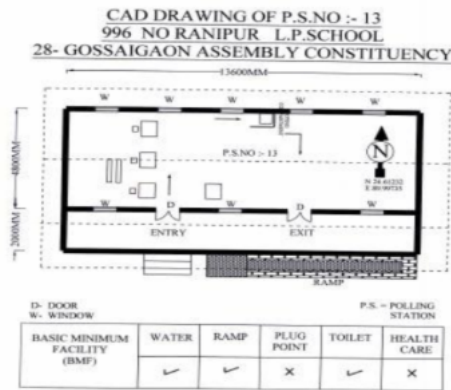 CAD DRAWING OF P.S.NO :- 13
996 NO RANIPUR L.P.SCHOOL
28- GOSSAIGAON ASSEMBLY CONSTITUENCY
13600MM
W W W W W
4800MM
P.S.NO :- 13
N
2000MM
W D W D W
ENTRY EXIT
RAMP
D- DOOR
W- WINDOW
P.S. = POLLING
STATION
BASIC MINIMUM
FACILITY
(BMF)
WATER
RAMP
PLUG
POINT
TOILET
HEALTH
CARE
✓ ✓ × ✓ ×